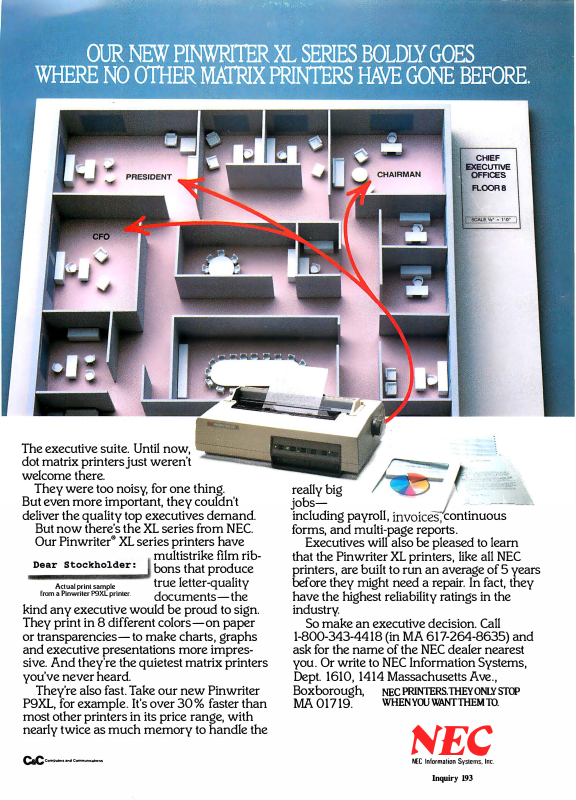 OUR NEW PINWRITER XL SERIES BOLDLY GOES
WHERE NO OTHER MATRIX PRINTERS HAVE GONE BEFORE.
PRESIDENT
CHAIRMAN
CFO
CHIEF
EXECUTIVE
OFFICES
FLOOR 8
SCALE ⅛" = 1'0"
The executive suite. Until now,
dot matrix printers just weren't
welcome there.
They were too noisy, for one thing.
But even more important, they couldn't
deliver the quality top executives demand.
But now there's the XL series from NEC.
Our Pinwriter® XL series printers have
multistrike film rib-
bons that produce
true letter-quality
documents—the
Dear Stockholder:
Actual print sample
from a Pinwriter P9XL printer.
kind any executive would be proud to sign.
They print in 8 different colors—on paper
or transparencies—to make charts, graphs
and executive presentations more impres-
sive. And they're the quietest matrix printers
you've never heard.
They're also fast. Take our new Pinwriter
P9XL, for example. It's over 30% faster than
most other printers in its price range, with
nearly twice as much memory to handle the
really big
jobs—
including payroll, invoices, continuous
forms, and multi-page reports.
Executives will also be pleased to learn
that the Pinwriter XL printers, like all NEC
printers, are built to run an average of 5 years
before they might need a repair. In fact, they
have the highest reliability ratings in the
industry.
So make an executive decision. Call
1-800-343-4418 (in MA 617-264-8635) and
ask for the name of the NEC dealer nearest
you. Or write to NEC Information Systems,
Dept. 1610, 1414 Massachusetts Ave.,
Boxborough,
MA 01719.
NEC PRINTERS. THEY ONLY STOP
WHEN YOU WANT THEM TO.
C&C Computers and Communications
NEC
NEC Information Systems, Inc.
Inquiry 193